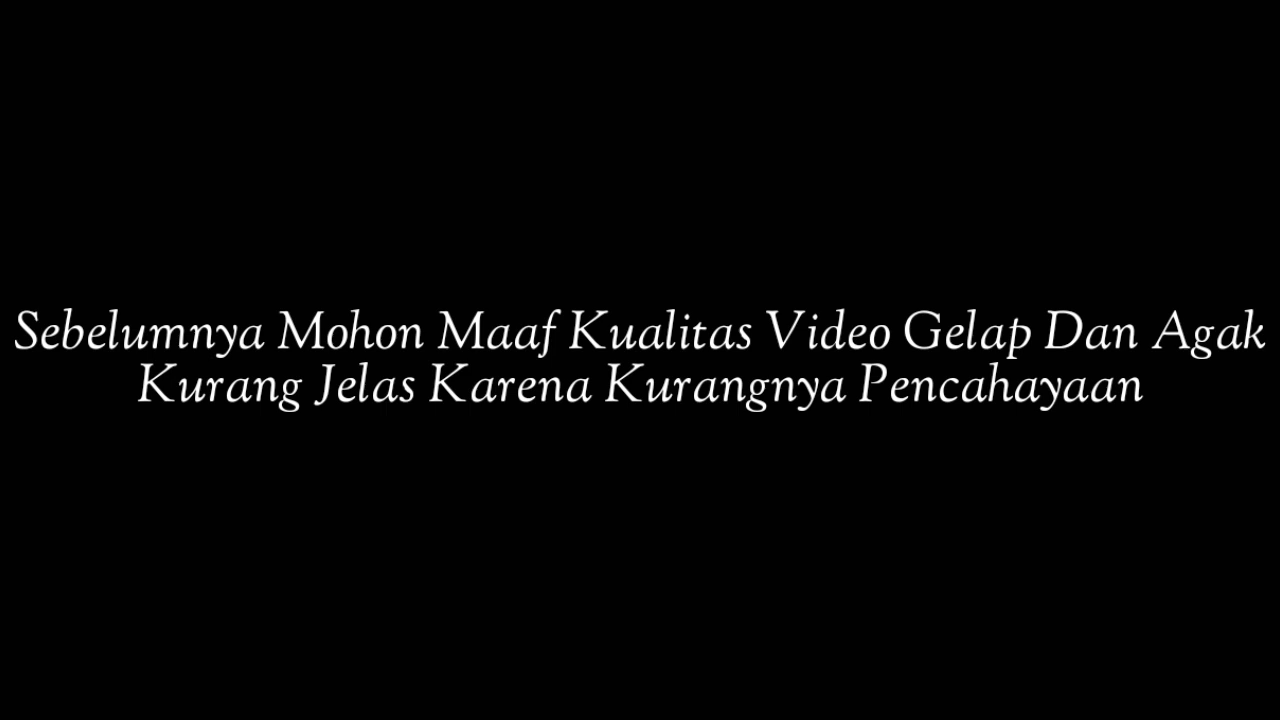 Sebelumnya Mohon Maaf Kualitas Video Gelap Dan Agak
Kurang Jelas Karena Kurangnya Pencahayaan